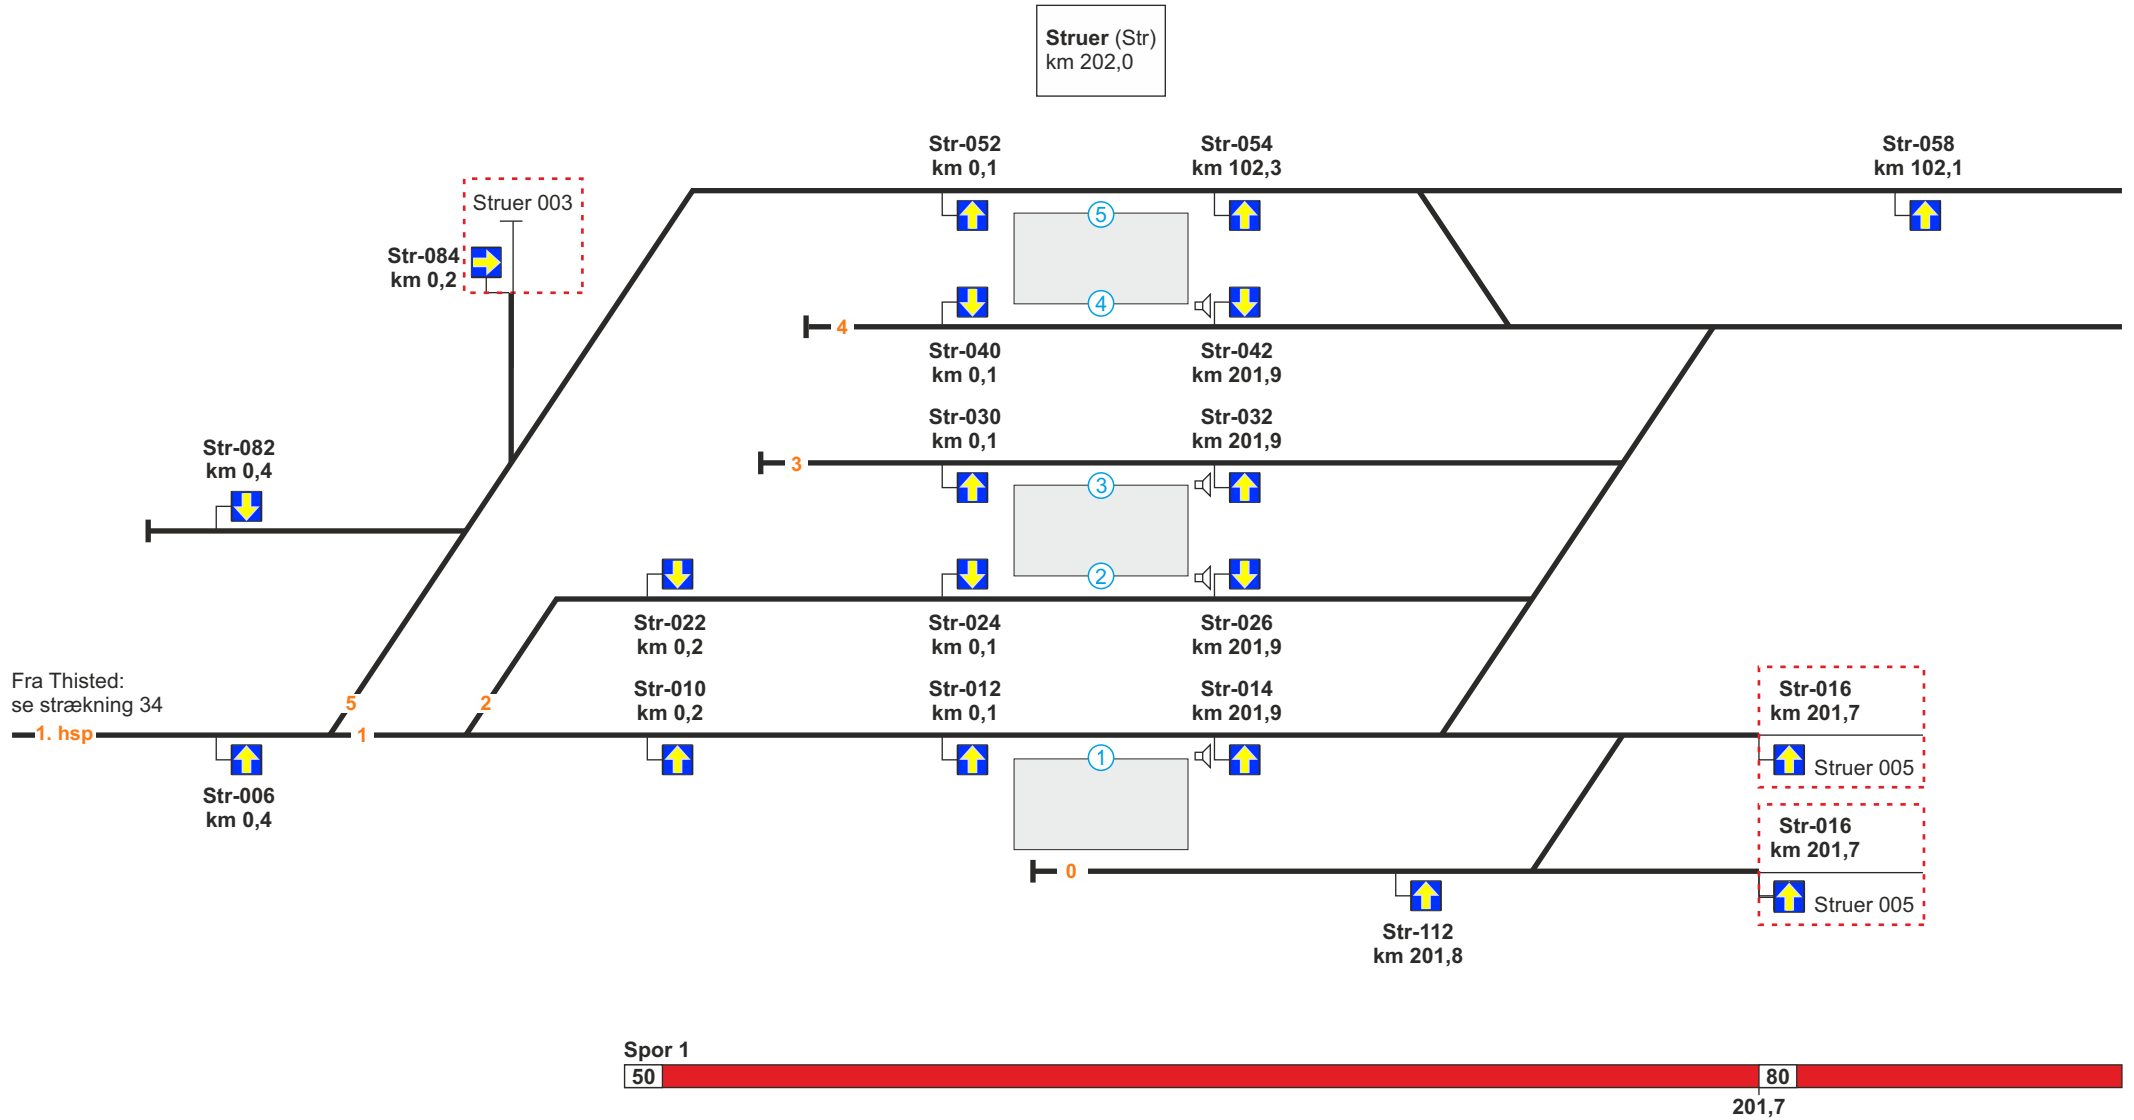 Struer (Str)
km 202,0
Str-052
km 0,1
Str-054
km 102,3
Str-058
km 102,1
Struer 003
Str-084
km 0,2
5
4
4
Str-040
km 0,1
Str-042
km 201,9
Str-030
km 0,1
Str-032
km 201,9
Str-082
km 0,4
3
3
2
Str-022
km 0,2
Str-024
km 0,1
Str-026
km 201,9
Fra Thisted:
se strækning 34
1. hsp
5
1
2
Str-010
km 0,2
Str-012
km 0,1
Str-014
km 201,9
Str-016
km 201,7
Struer 005
1
Str-006
km 0,4
Str-016
km 201,7
Struer 005
0
Str-112
km 201,8
Spor 1
50
80
201,7